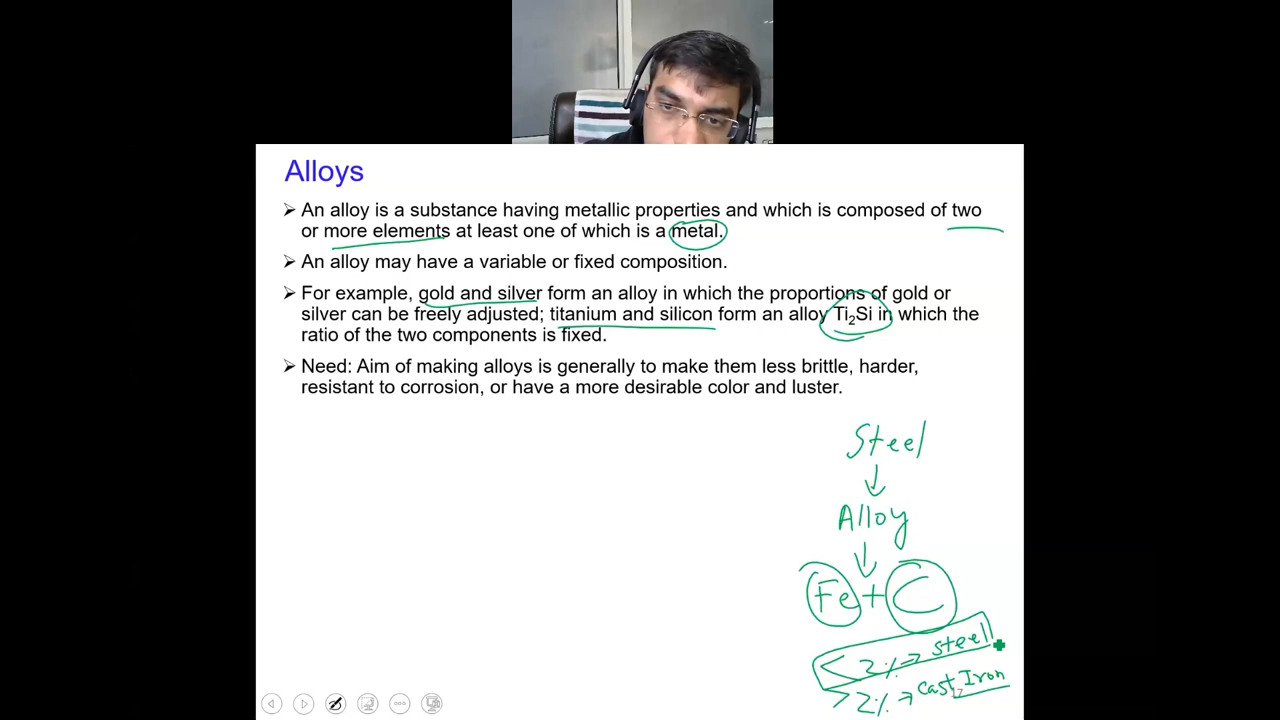 Alloys
➢ An alloy is a substance having metallic properties and which is composed of two
or more elements at least one of which is a metal.
➢ An alloy may have a variable or fixed composition.
➢ For example, gold and silver form an alloy in which the proportions of gold or
silver can be freely adjusted; titanium and silicon form an alloy Ti₂Si in which the
ratio of the two components is fixed.
➢ Need: Aim of making alloys is generally to make them less brittle, harder,
resistant to corrosion, or have a more desirable color and luster.
Steel
↓
Alloy
↓
Fe + C
< 2% → Steel
> 2% → Cast Iron